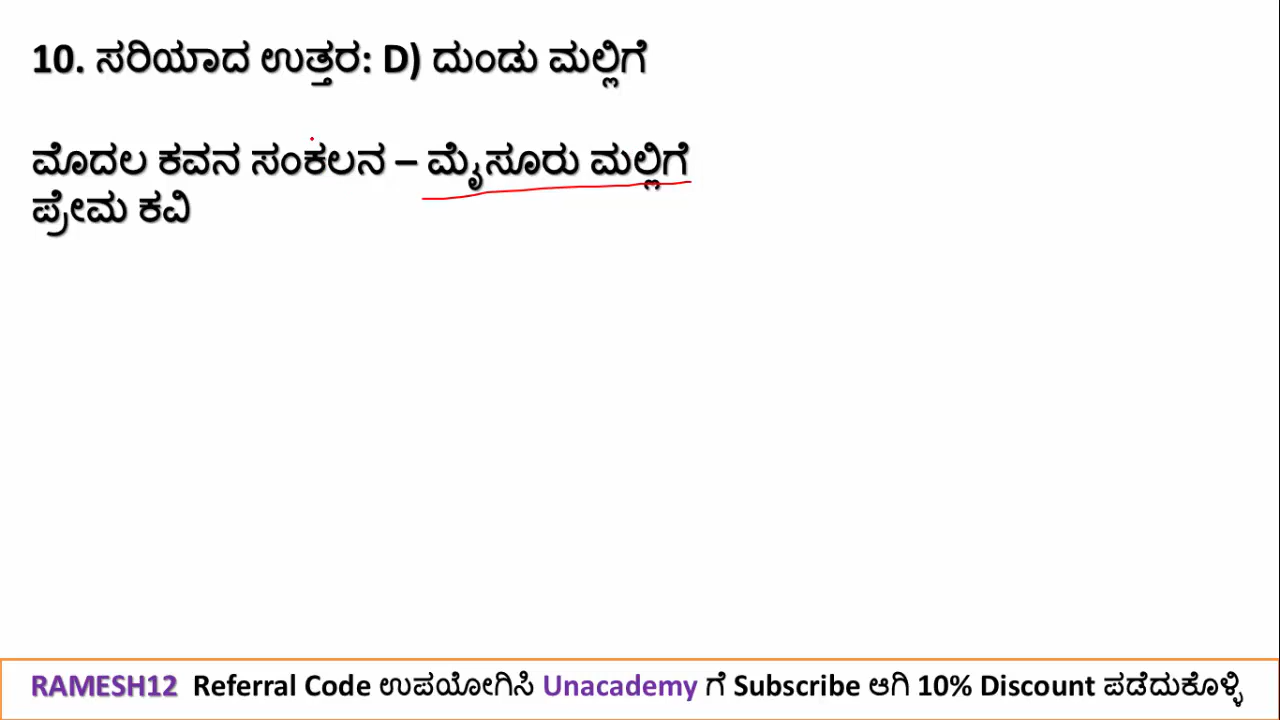 10. ಸರಿಯಾದ ಉತ್ತರ: D) ದುಂಡು ಮಲ್ಲಿಗೆ
ಮೊದಲ ಕವನ ಸಂಕಲನ – ಮೈಸೂರು ಮಲ್ಲಿಗೆ
ಪ್ರೇಮ ಕವಿ
RAMESH12 Referral Code ಉಪಯೋಗಿಸಿ Unacademy ಗೆ Subscribe ಆಗಿ 10% Discount ಪಡೆದುಕೊಳ್ಳಿ